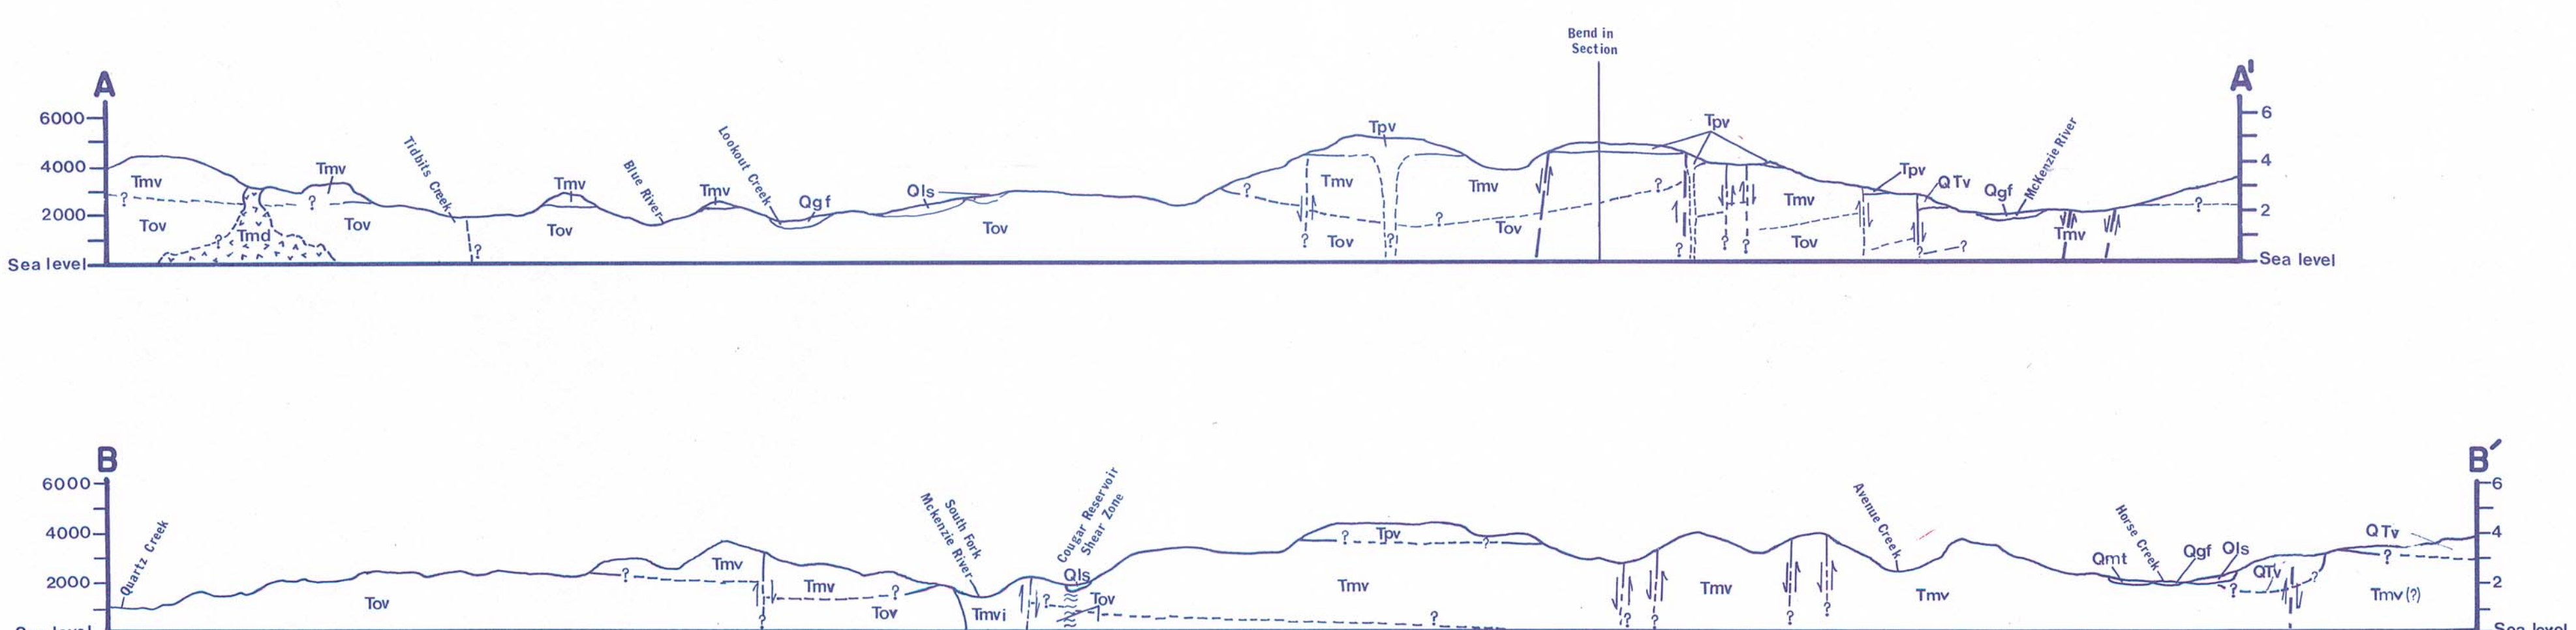 Bend in
Section
A
A'
6000
6
Tpv
Tpv
4000
4
Tidbits Creek
Blue River
Lookout Creek
McKenzie River
Tmv
Tmv
Tmv
Tmv
Qls
Tmv
Tmv
Tmv
Tpv
QTv
Qgf
?
?
Qgf
?
?
?
?
2000
2
Tov
Tov
Tov
Tov
Tov
Tov
Tov
Tmv
?
Tmd
?
?
?
?
?
?
?
?
Sea level
Sea level
B
B'
6000
6
Quartz Creek
South Fork
McKenzie River
Cougar Reservoir
Shear Zone
Avenue Creek
Horse Creek
4000
4
? Tpv ?
QTv
?
2000
2
? Tmv
Tmv
Qls
Tmv
Tmv
Tmv
Qmt
Qgf
Qls
QTv
?
?
Tmv (?)
Tov
?
Tov
Tmvi
?
Tov
?
?
?
?
?
?
Sea level
Sea level